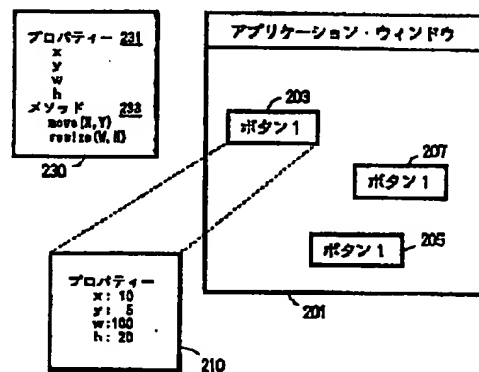 プロパティー 231
x
y
w
h
メソッド 233
move(X,Y)
resize(W,H)
230
アプリケーション・ウィンドウ
203
ボタン1
207
ボタン1
205
ボタン1
201
プロパティー
x: 10
y: 5
w:100
h: 20
210